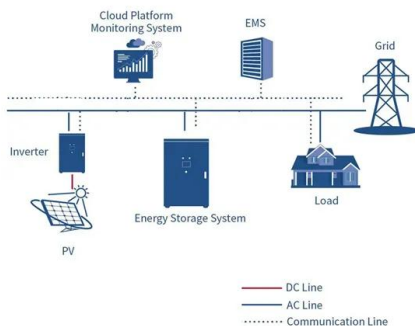 Cloud Platform
Monitoring System
EMS
Grid
Inverter
Energy Storage System
Load
PV
DC Line
AC Line
Communication Line